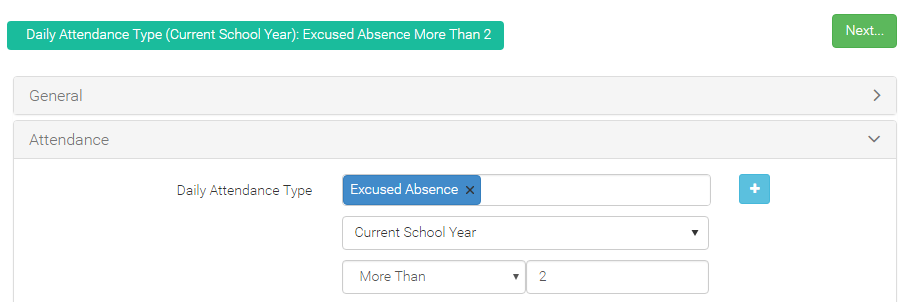 Daily Attendance Type (Current School Year): Excused Absence More Than 2
Next...
General
Attendance
Daily Attendance Type Excused Absence ×
Current School Year
More Than 2